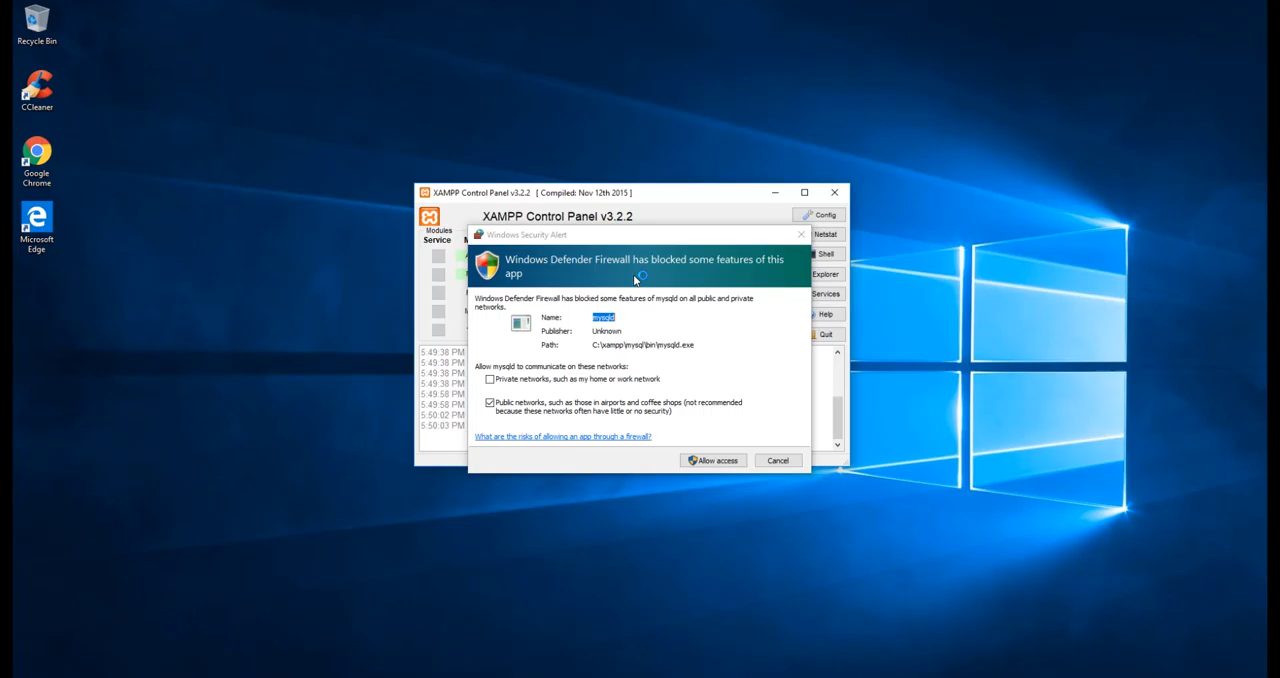 Recycle Bin
CCleaner
Google
Chrome
Microsoft
Edge
XAMPP Control Panel v3.2.2 [ Compiled: Nov 12th 2015 ]
XAMPP Control Panel v3.2.2
Config
Modules
Service
Netstat
Shell
Explorer
Services
Help
Quit
Windows Security Alert
Windows Defender Firewall has blocked some features of this
app
Windows Defender Firewall has blocked some features of mysqld on all public and private
networks.
Name: mysqld
Publisher: Unknown
Path: C:\xampp\mysql\bin\mysqld.exe
Allow mysqld to communicate on these networks:
Private networks, such as my home or work network
Public networks, such as those in airports and coffee shops (not recommended
because these networks often have little or no security)
What are the risks of allowing an app through a firewall?
Allow access Cancel
5:49:38 PM
5:49:38 PM
5:49:38 PM
5:49:38 PM
5:49:58 PM
5:49:58 PM
5:50:02 PM
5:50:03 PM